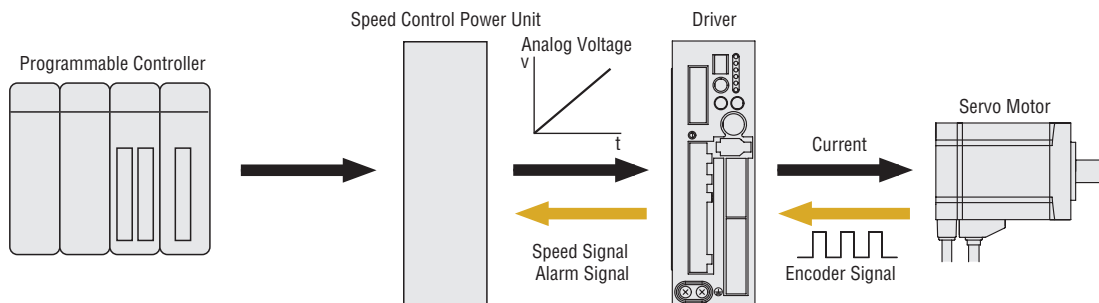 Speed Control Power Unit
Driver
Programmable Controller
Analog Voltage
v
t
Servo Motor
Current
Speed Signal
Alarm Signal
Encoder Signal